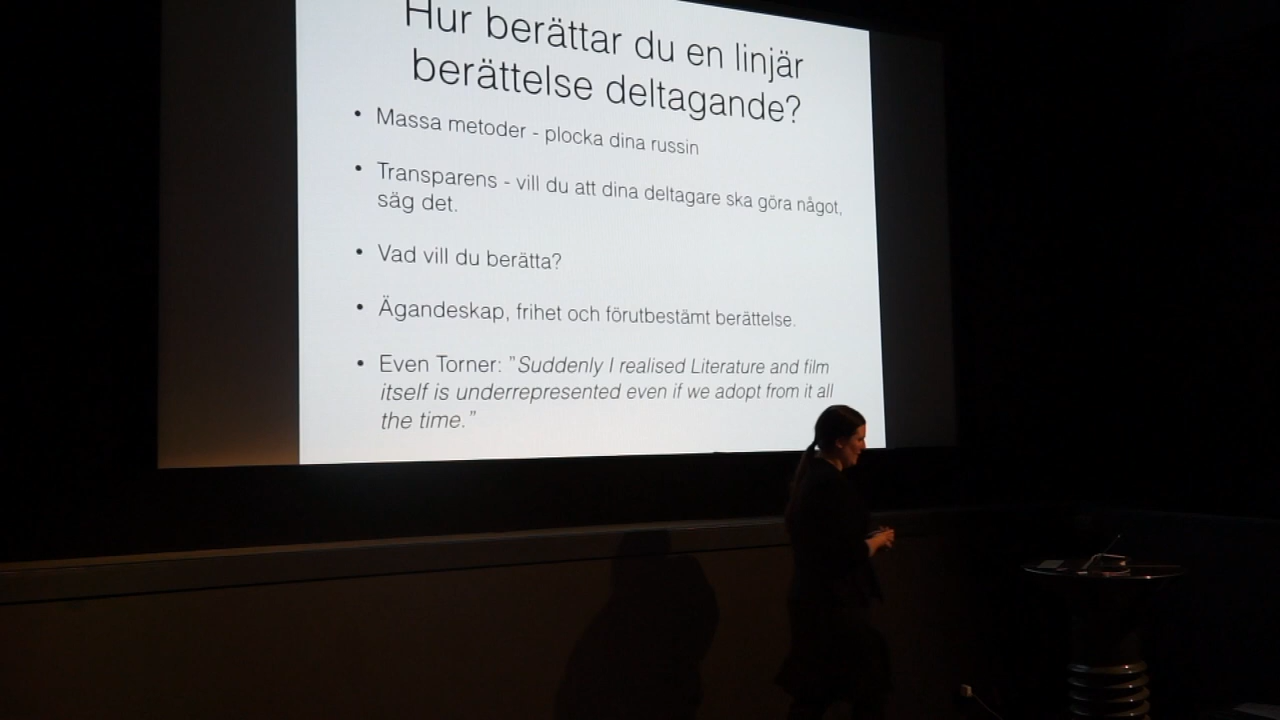 Hur berättar du en linjär
berättelse deltagande?
• Massa metoder - plocka dina russin
• Transparens - vill du att dina deltagare ska göra något,
säg det.
• Vad vill du berätta?
• Ägandeskap, frihet och förutbestämt berättelse.
• Even Torner: "Suddenly I realised Literature and film
itself is underrepresented even if we adopt from it all
the time."